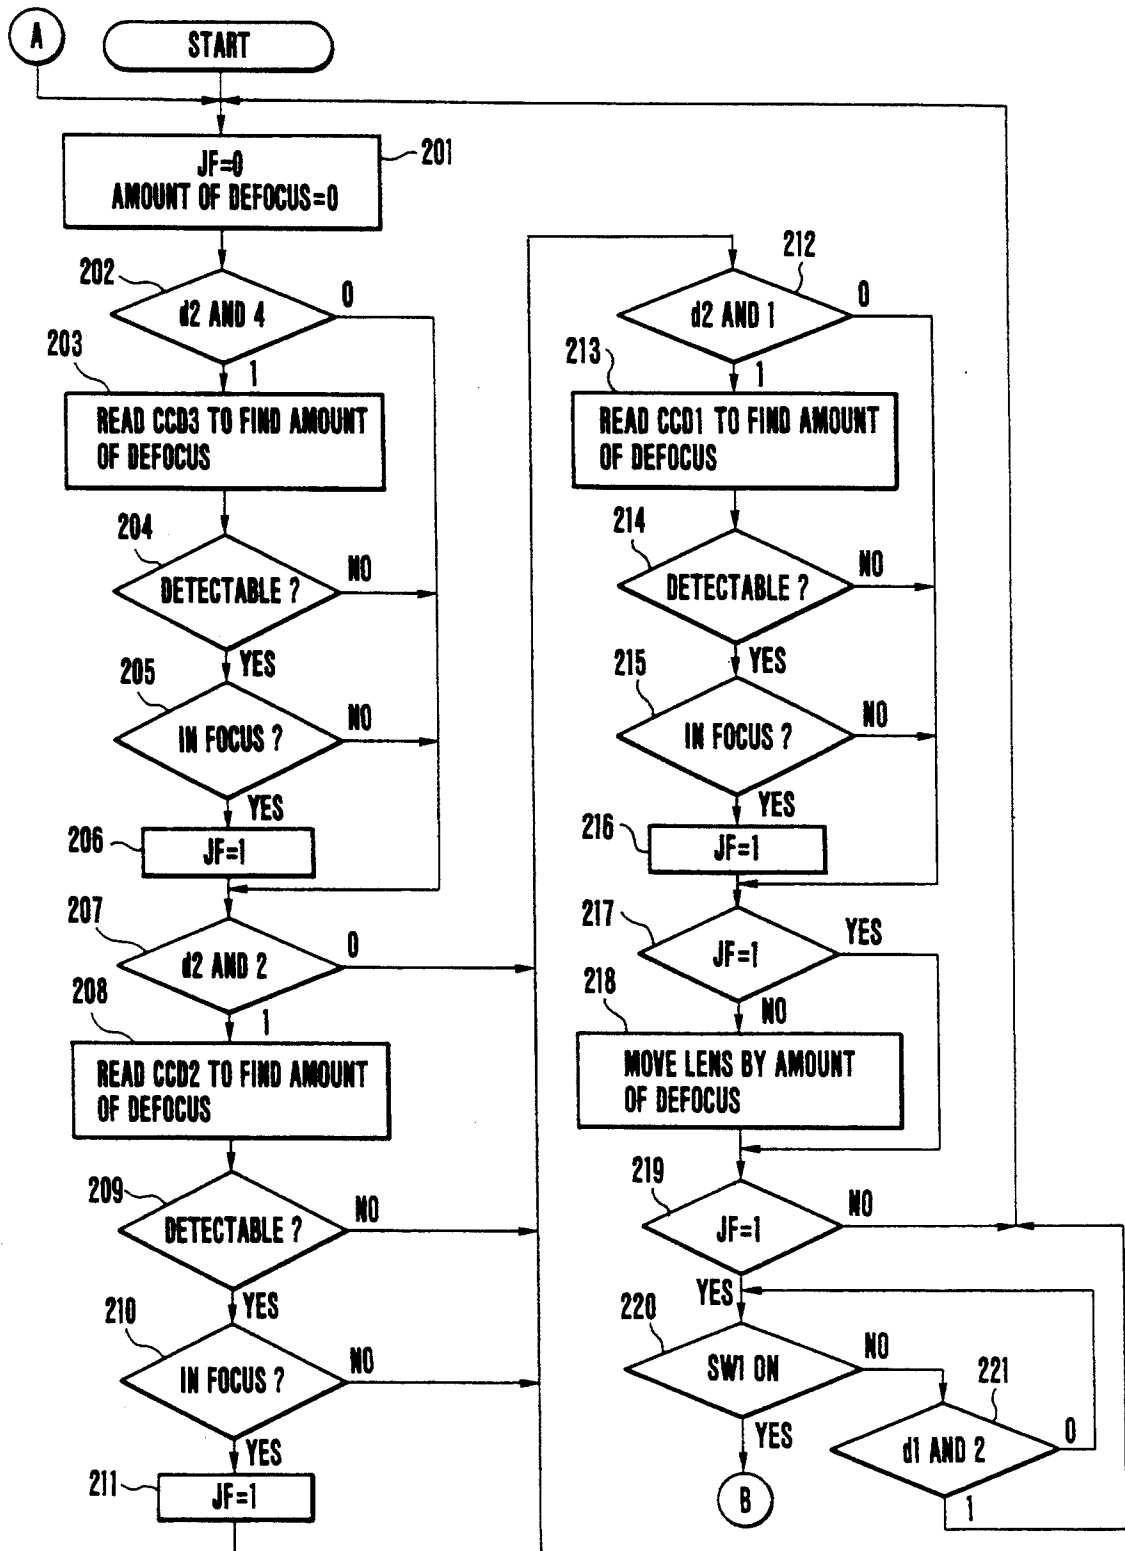 A
START
201
JF=0
AMOUNT OF DEFOCUS=0
202
d2 AND 4
0
1
203
READ CCD3 TO FIND AMOUNT
OF DEFOCUS
204
DETECTABLE ?
NO
YES
205
IN FOCUS ?
NO
YES
206
JF=1
207
d2 AND 2
0
1
208
READ CCD2 TO FIND AMOUNT
OF DEFOCUS
209
DETECTABLE ?
NO
YES
210
IN FOCUS ?
NO
YES
211
JF=1
212
d2 AND 1
0
1
213
READ CCD1 TO FIND AMOUNT
OF DEFOCUS
214
DETECTABLE ?
NO
YES
215
IN FOCUS ?
NO
YES
216
JF=1
217
JF=1
YES
NO
218
MOVE LENS BY AMOUNT
OF DEFOCUS
219
JF=1
NO
YES
220
SW1 ON
NO
YES
221
d1 AND 2
0
1
B